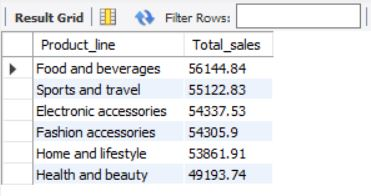 Result Grid Filter Rows:
Product_line Total_sales
Food and beverages 56144.84
Sports and travel 55122.83
Electronic accessories 54337.53
Fashion accessories 54305.9
Home and lifestyle 53861.91
Health and beauty 49193.74